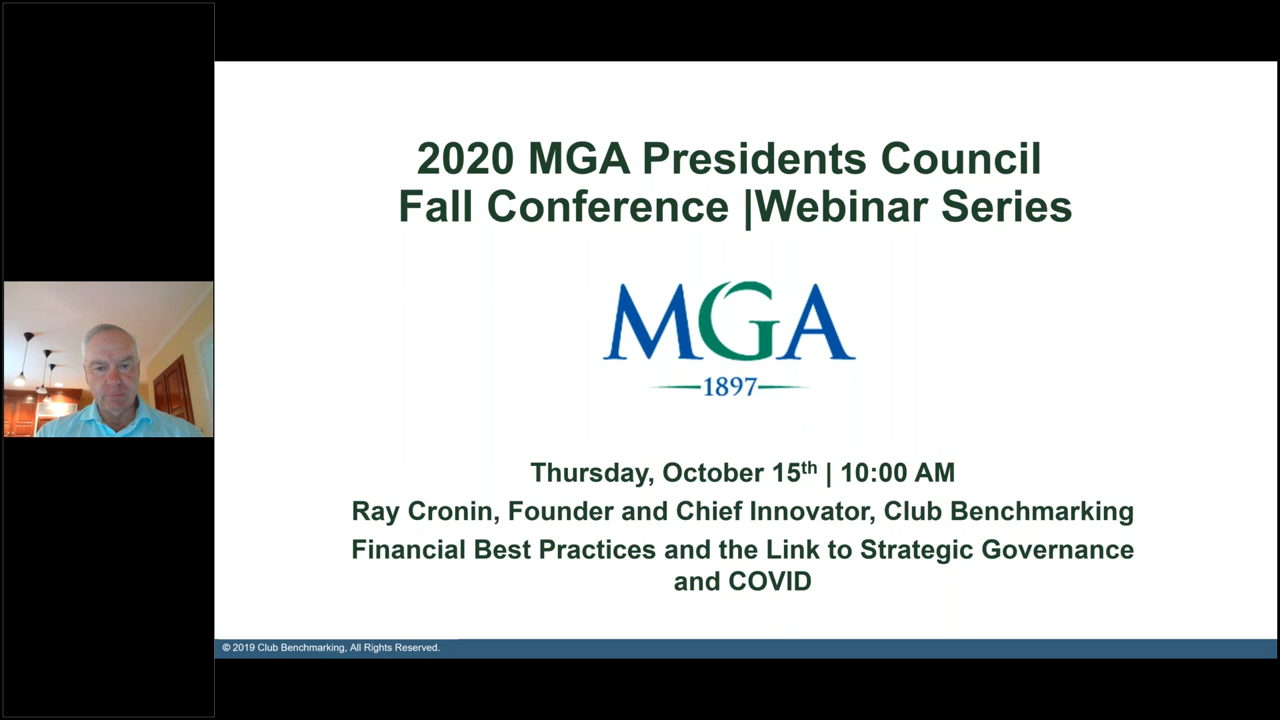 2020 MGA Presidents Council
Fall Conference |Webinar Series
MGA
1897
Thursday, October 15th | 10:00 AM
Ray Cronin, Founder and Chief Innovator, Club Benchmarking
Financial Best Practices and the Link to Strategic Governance
and COVID
© 2019 Club Benchmarking, All Rights Reserved.